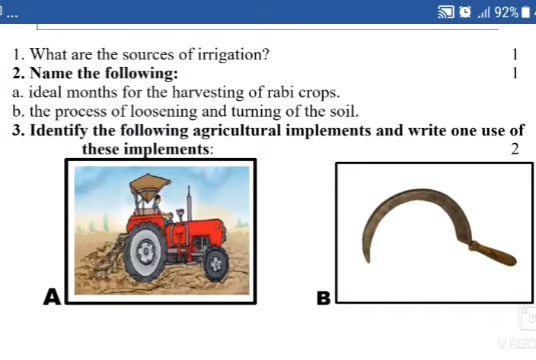 ... 92%
1. What are the sources of irrigation? 1
2. Name the following: 1
a. ideal months for the harvesting of rabi crops.
b. the process of loosening and turning of the soil.
3. Identify the following agricultural implements and write one use of
these implements: 2
A B
V REC